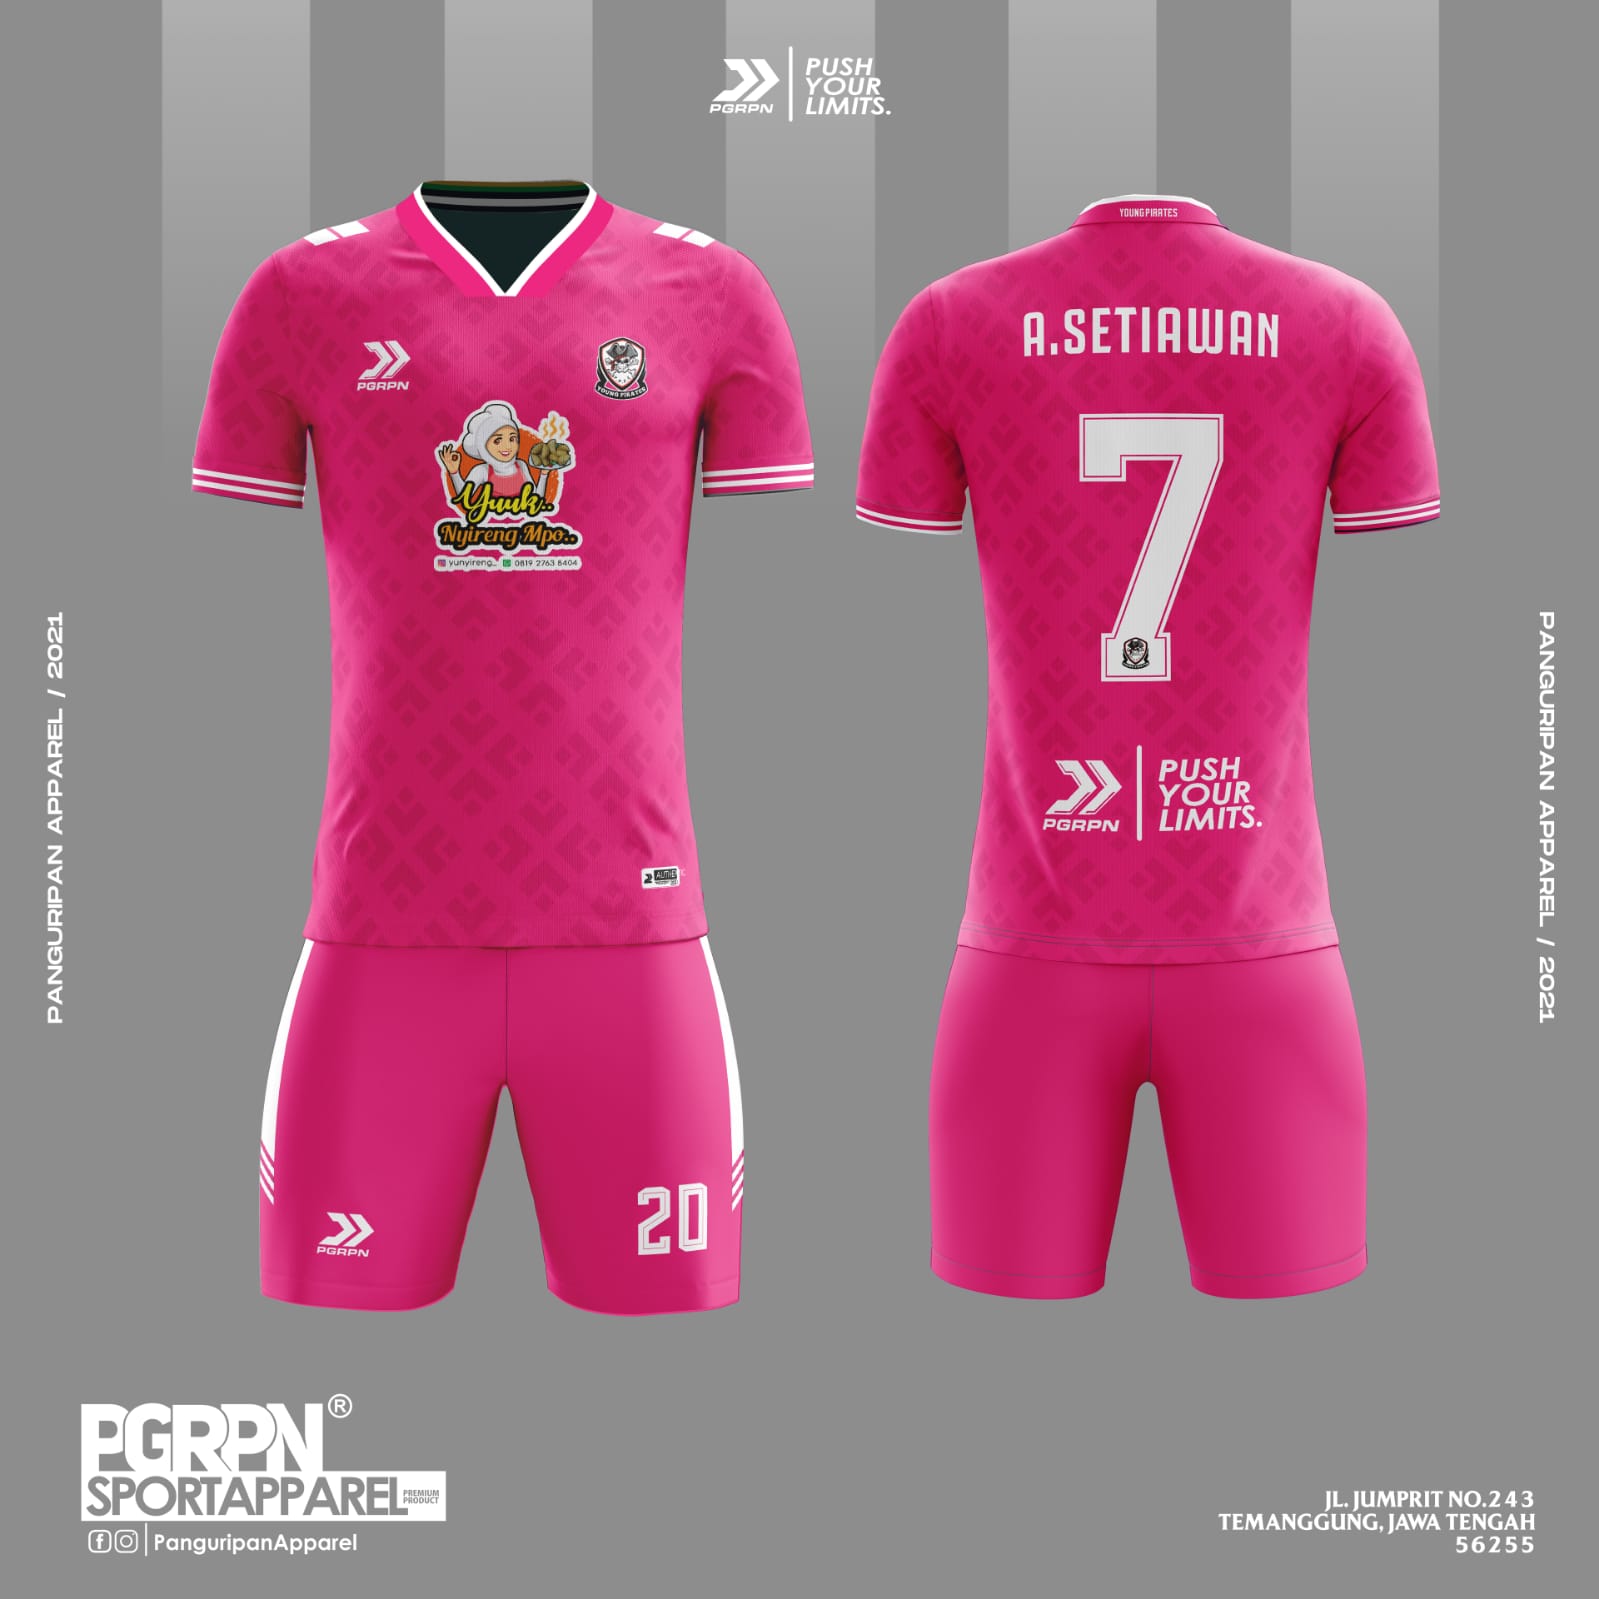 PGRPN
PUSH
YOUR
LIMITS.
YOUNG PIRATES
A.SETIAWAN
PGRPN
YOUNG PIRATES
Yuuk..
Nyireng Mpo..
yunyireng_ 0819 2763 8404
7
PGRPN
PUSH
YOUR
LIMITS.
PANGURIPAN APPAREL / 2021
PANGURIPAN APPAREL / 2021
PGRPN
20
PGRPN®
SPORTAPPAREL PREMIUM
PRODUCT
PanguripanApparel
JL. JUMPRIT NO.243
TEMANGGUNG, JAWA TENGAH
56255